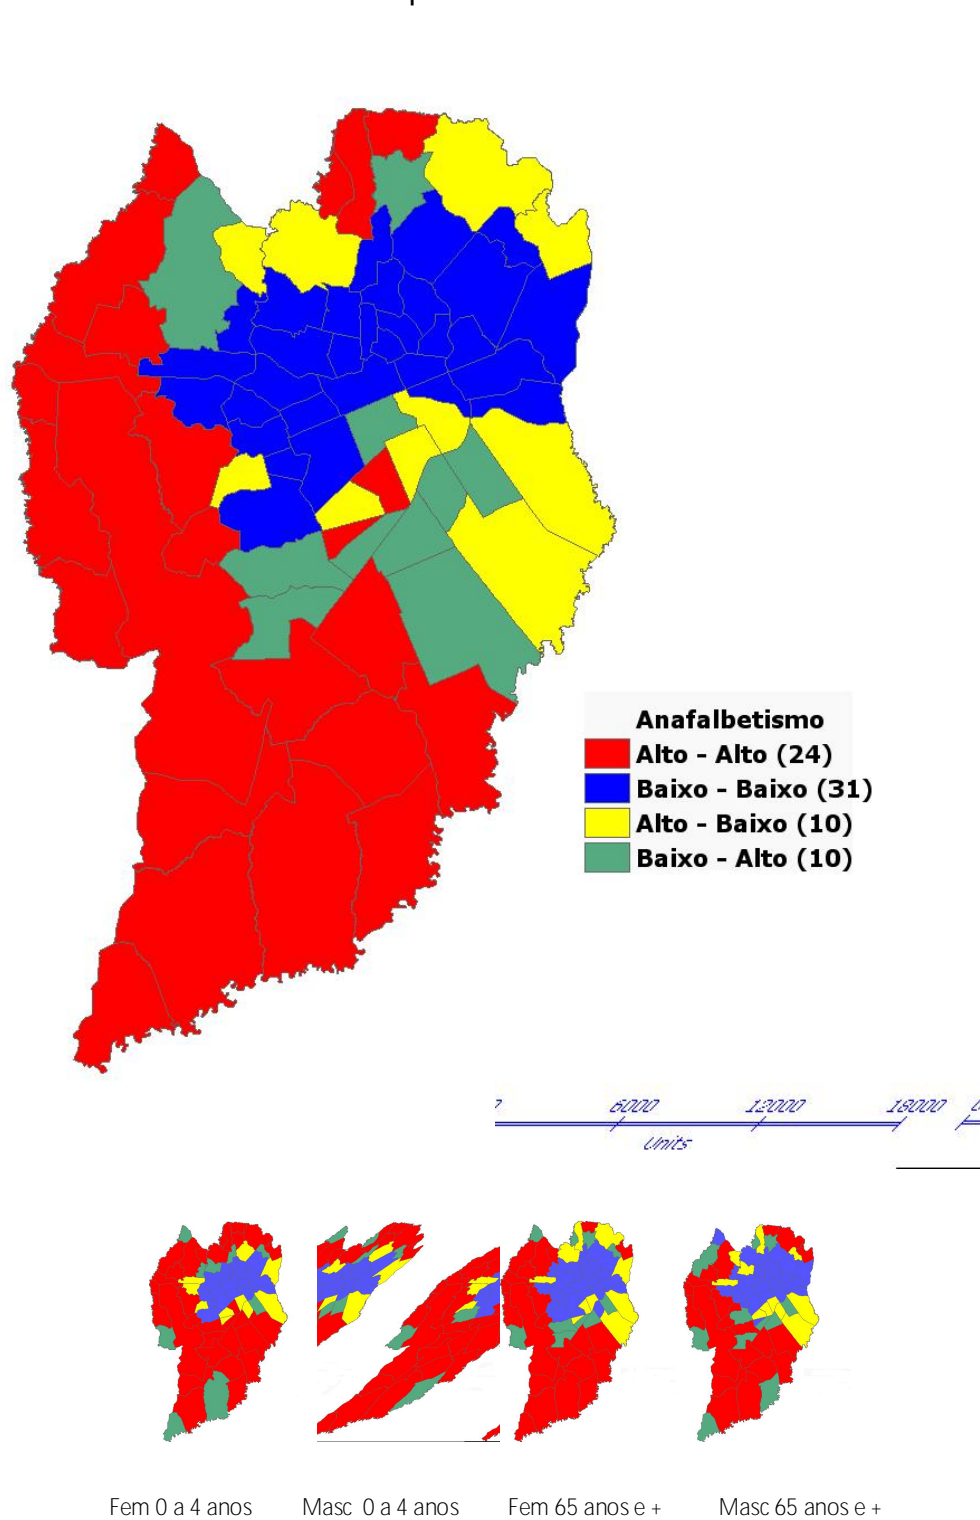 Anafalbetismo
Alto - Alto (24)
Baixo - Baixo (31)
Alto - Baixo (10)
Baixo - Alto (10)
6000 12000 18000
Units
Fem 0 a 4 anos Masc 0 a 4 anos Fem 65 anos e + Masc 65 anos e +